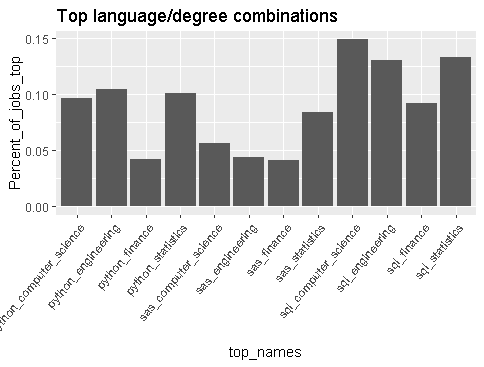 Top language/degree combinations
Percent_of_jobs_top
0.15
0.10
0.05
0.00
ython_computer_science
python_engineering
python_finance
python_statistics
sas_computer_science
sas_engineering
sas_finance
sas_statistics
sql_computer_science
sql_engineering
sql_finance
sql_statistics
top_names